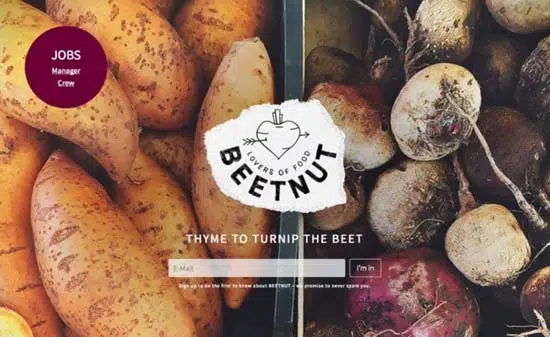 JOBS
Manager
Crew
LOVERS OF FOOD
BEETNUT
THYME TO TURNIP THE BEET
E-Mail
I'm in
Sign up to be the first to know about BEETNUT - we promise to never spam you.